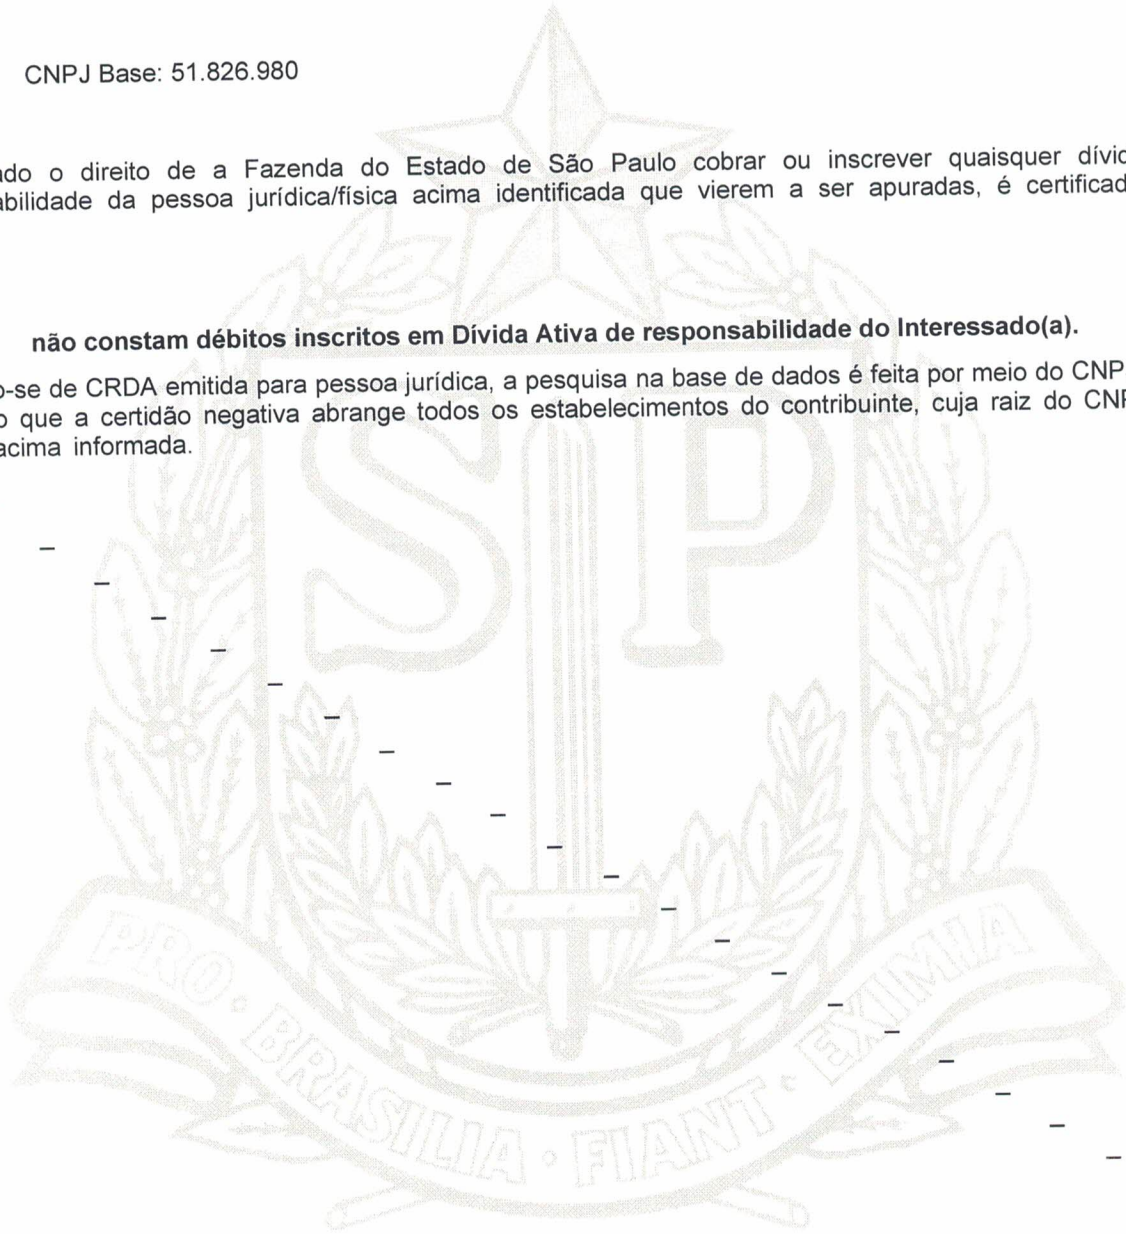 CNPJ Base: 51.826.980
ado o direito de a Fazenda do Estado de São Paulo cobrar ou inscrever quaisquer dívid
abilidade da pessoa jurídica/física acima identificada que vierem a ser apuradas, é certificad
não constam débitos inscritos em Dívida Ativa de responsabilidade do Interessado(a).
o-se de CRDA emitida para pessoa jurídica, a pesquisa na base de dados é feita por meio do CNP
o que a certidão negativa abrange todos os estabelecimentos do contribuinte, cuja raiz do CNP
acima informada.
SP
PRO • BRASILIA • FIANT • EXIMIA